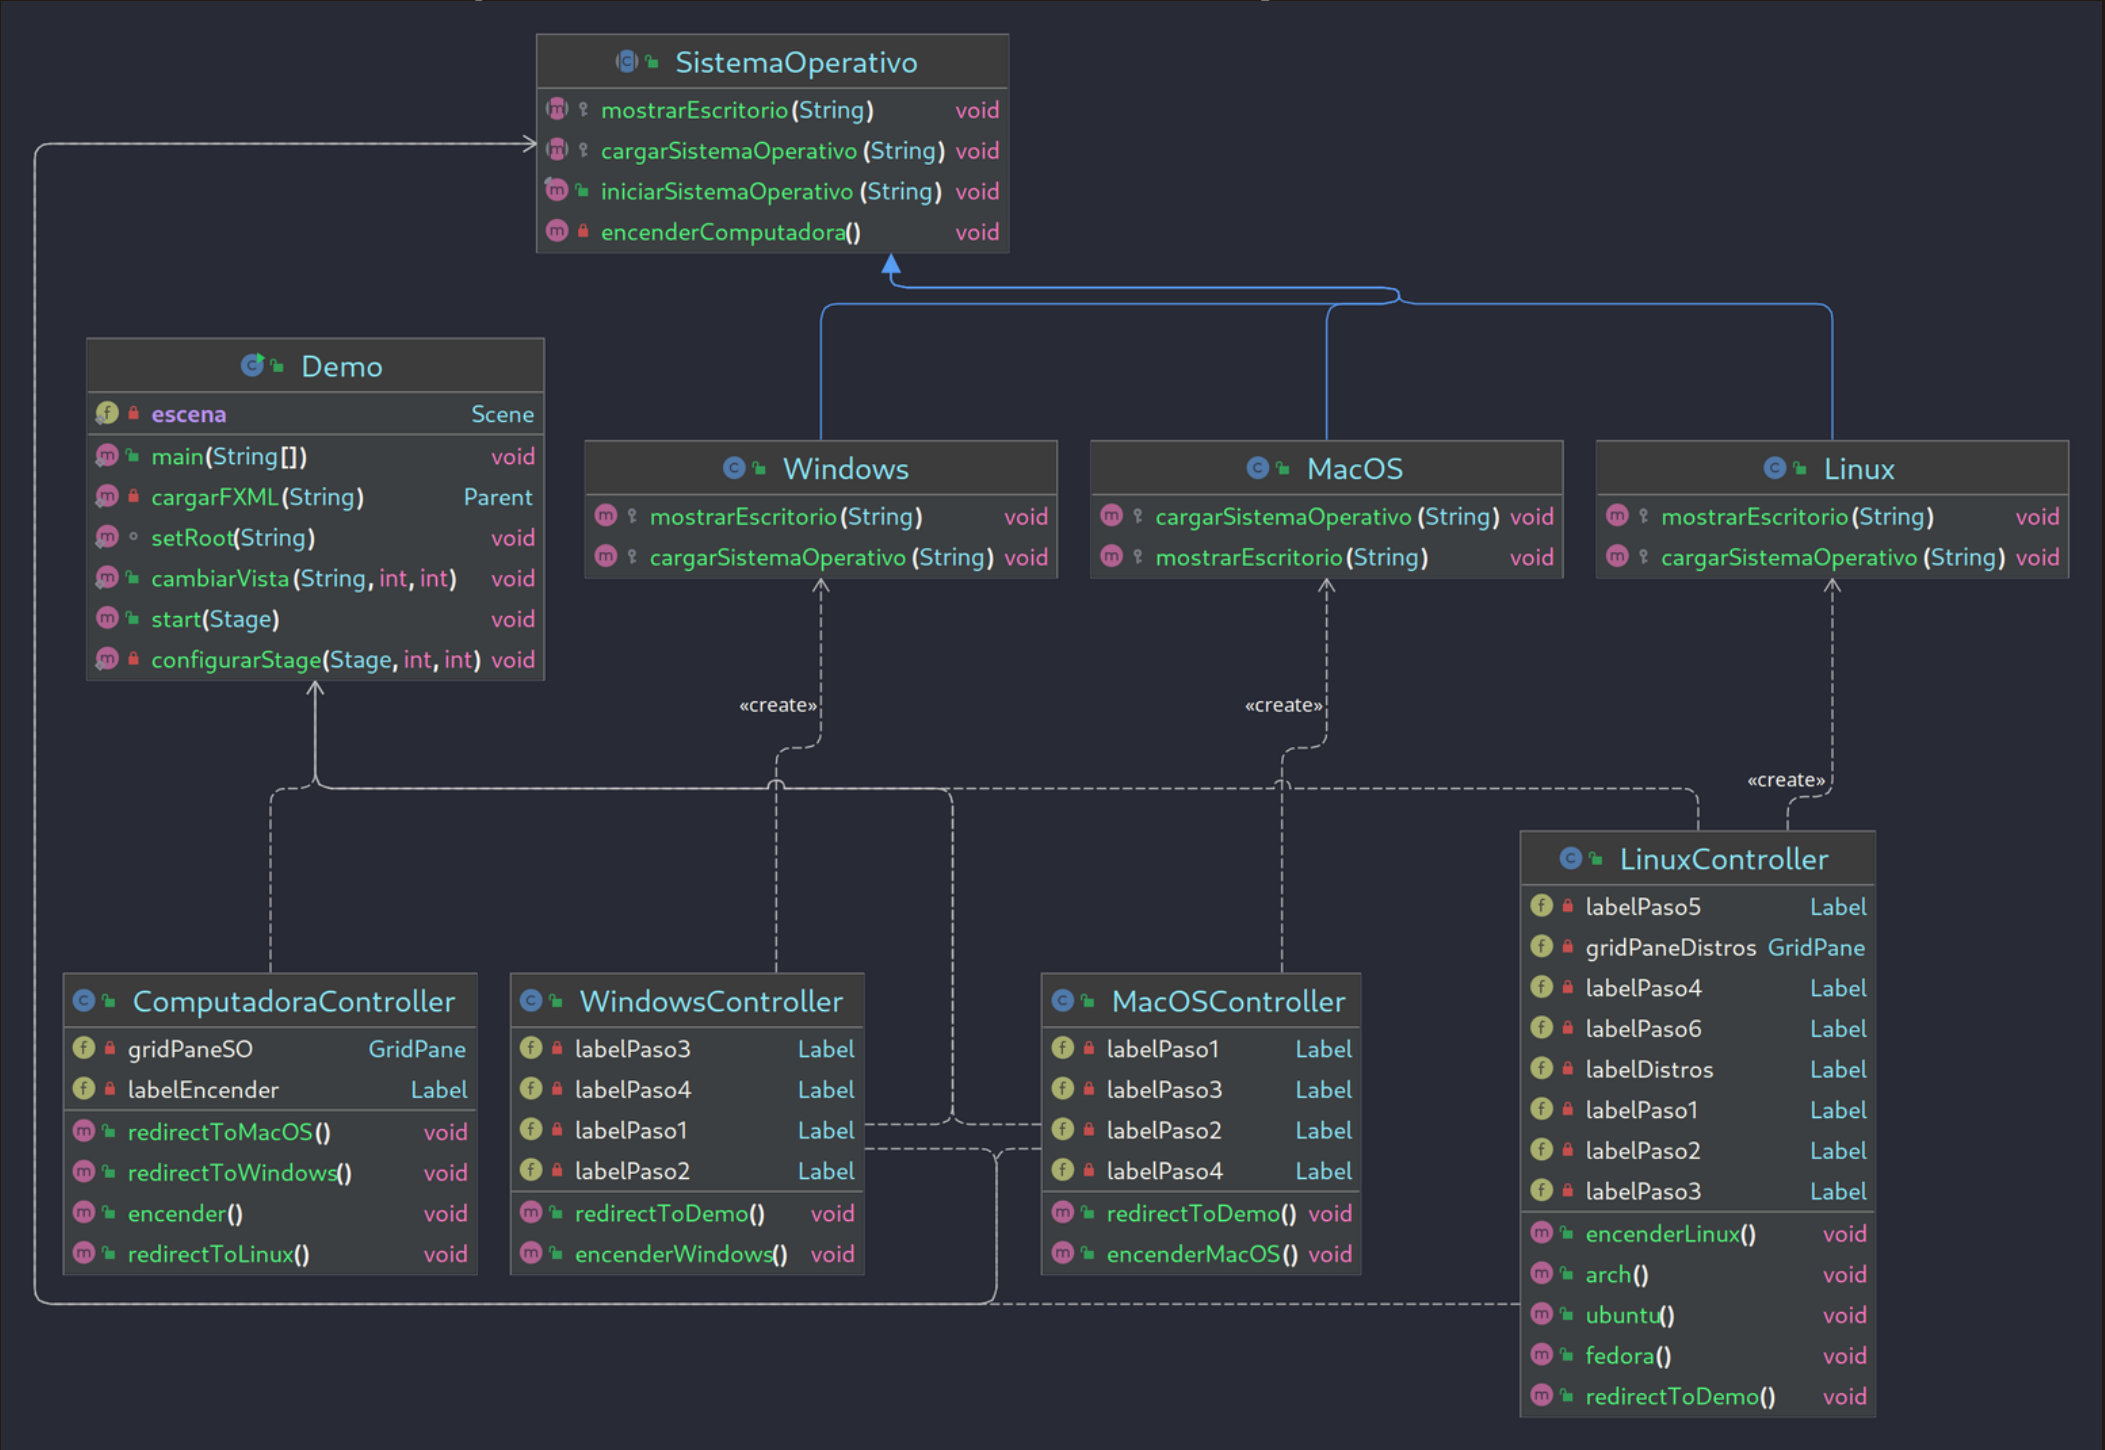 SistemaOperativo
mostrarEscritorio(String) void
cargarSistemaOperativo(String) void
iniciarSistemaOperativo(String) void
encenderComputadora() void
Demo
escena Scene
main(String[]) void
cargarFXML(String) Parent
setRoot(String) void
cambiarVista(String, int, int) void
start(Stage) void
configurarStage(Stage, int, int) void
Windows
mostrarEscritorio(String) void
cargarSistemaOperativo(String) void
MacOS
cargarSistemaOperativo(String) void
mostrarEscritorio(String) void
Linux
mostrarEscritorio(String) void
cargarSistemaOperativo(String) void
«create»
«create»
«create»
ComputadoraController
gridPaneSO GridPane
labelEncender Label
redirectToMacOS() void
redirectToWindows() void
encender() void
redirectToLinux() void
WindowsController
labelPaso3 Label
labelPaso4 Label
labelPaso1 Label
labelPaso2 Label
redirectToDemo() void
encenderWindows() void
MacOSController
labelPaso1 Label
labelPaso3 Label
labelPaso2 Label
labelPaso4 Label
redirectToDemo() void
encenderMacOS() void
LinuxController
labelPaso5 Label
gridPaneDistros GridPane
labelPaso4 Label
labelPaso6 Label
labelDistros Label
labelPaso1 Label
labelPaso2 Label
labelPaso3 Label
encenderLinux() void
arch() void
ubuntu() void
fedora() void
redirectToDemo() void